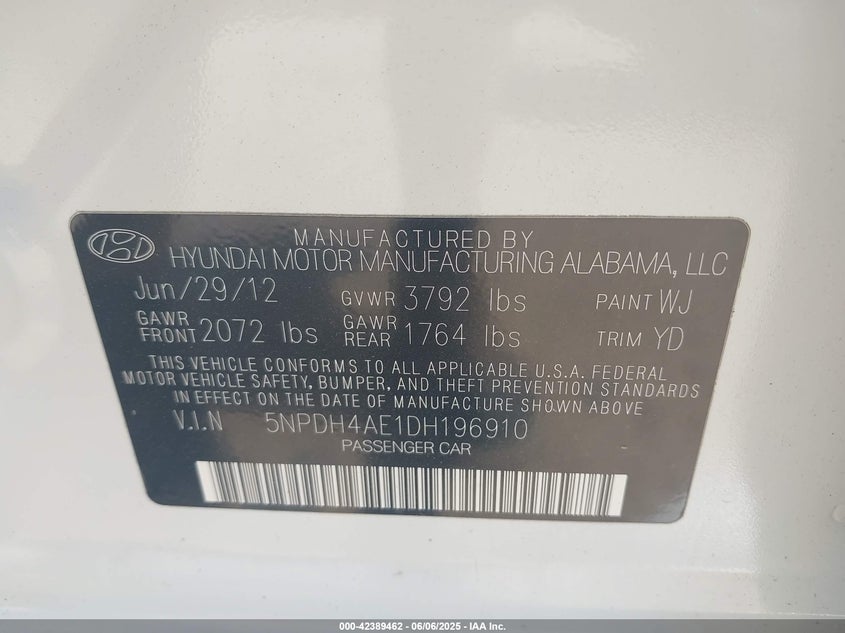 MANUFACTURED BY
HYUNDAI MOTOR MANUFACTURING ALABAMA, LLC
Jun/29/12 GVWR 3792 lbs PAINT WJ
GAWR FRONT 2072 lbs GAWR REAR 1764 lbs TRIM YD
THIS VEHICLE CONFORMS TO ALL APPLICABLE U.S.A. FEDERAL
MOTOR VEHICLE SAFETY, BUMPER, AND THEFT PREVENTION STANDARDS
IN EFFECT ON THE DATE OF MANUFACTURE SHOWN ABOVE
V.I.N 5NPDH4AE1DH196910
PASSENGER CAR
000-42389462 - 06/06/2025 - IAA Inc.